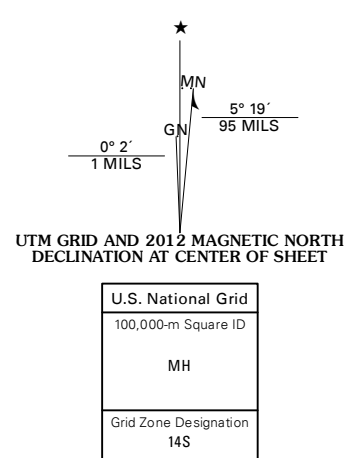 ★
MN
GN
5° 19´
95 MILS
0° 2´
1 MILS
UTM GRID AND 2012 MAGNETIC NORTH
DECLINATION AT CENTER OF SHEET
U.S. National Grid
100,000-m Square ID
MH
Grid Zone Designation
14S